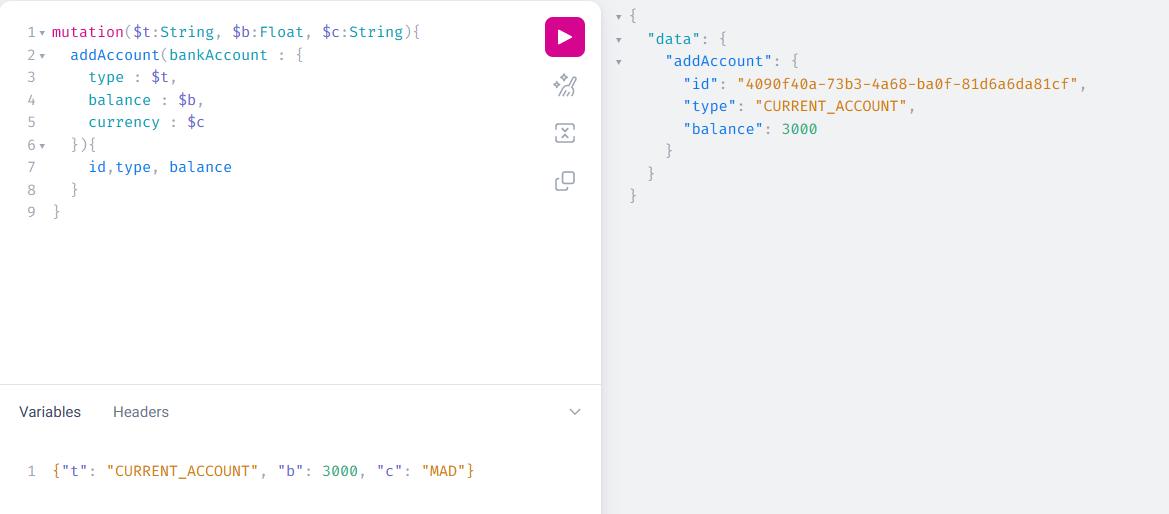 1 mutation($t:String, $b:Float, $c:String){
2 addAccount(bankAccount : {
3 type : $t,
4 balance : $b,
5 currency : $c
6 }){
7 id,type, balance
8 }
9 }
Variables Headers
1 {"t": "CURRENT_ACCOUNT", "b": 3000, "c": "MAD"}
{
"data": {
"addAccount": {
"id": "4090f40a-73b3-4a68-ba0f-81d6a6da81cf",
"type": "CURRENT_ACCOUNT",
"balance": 3000
}
}
}